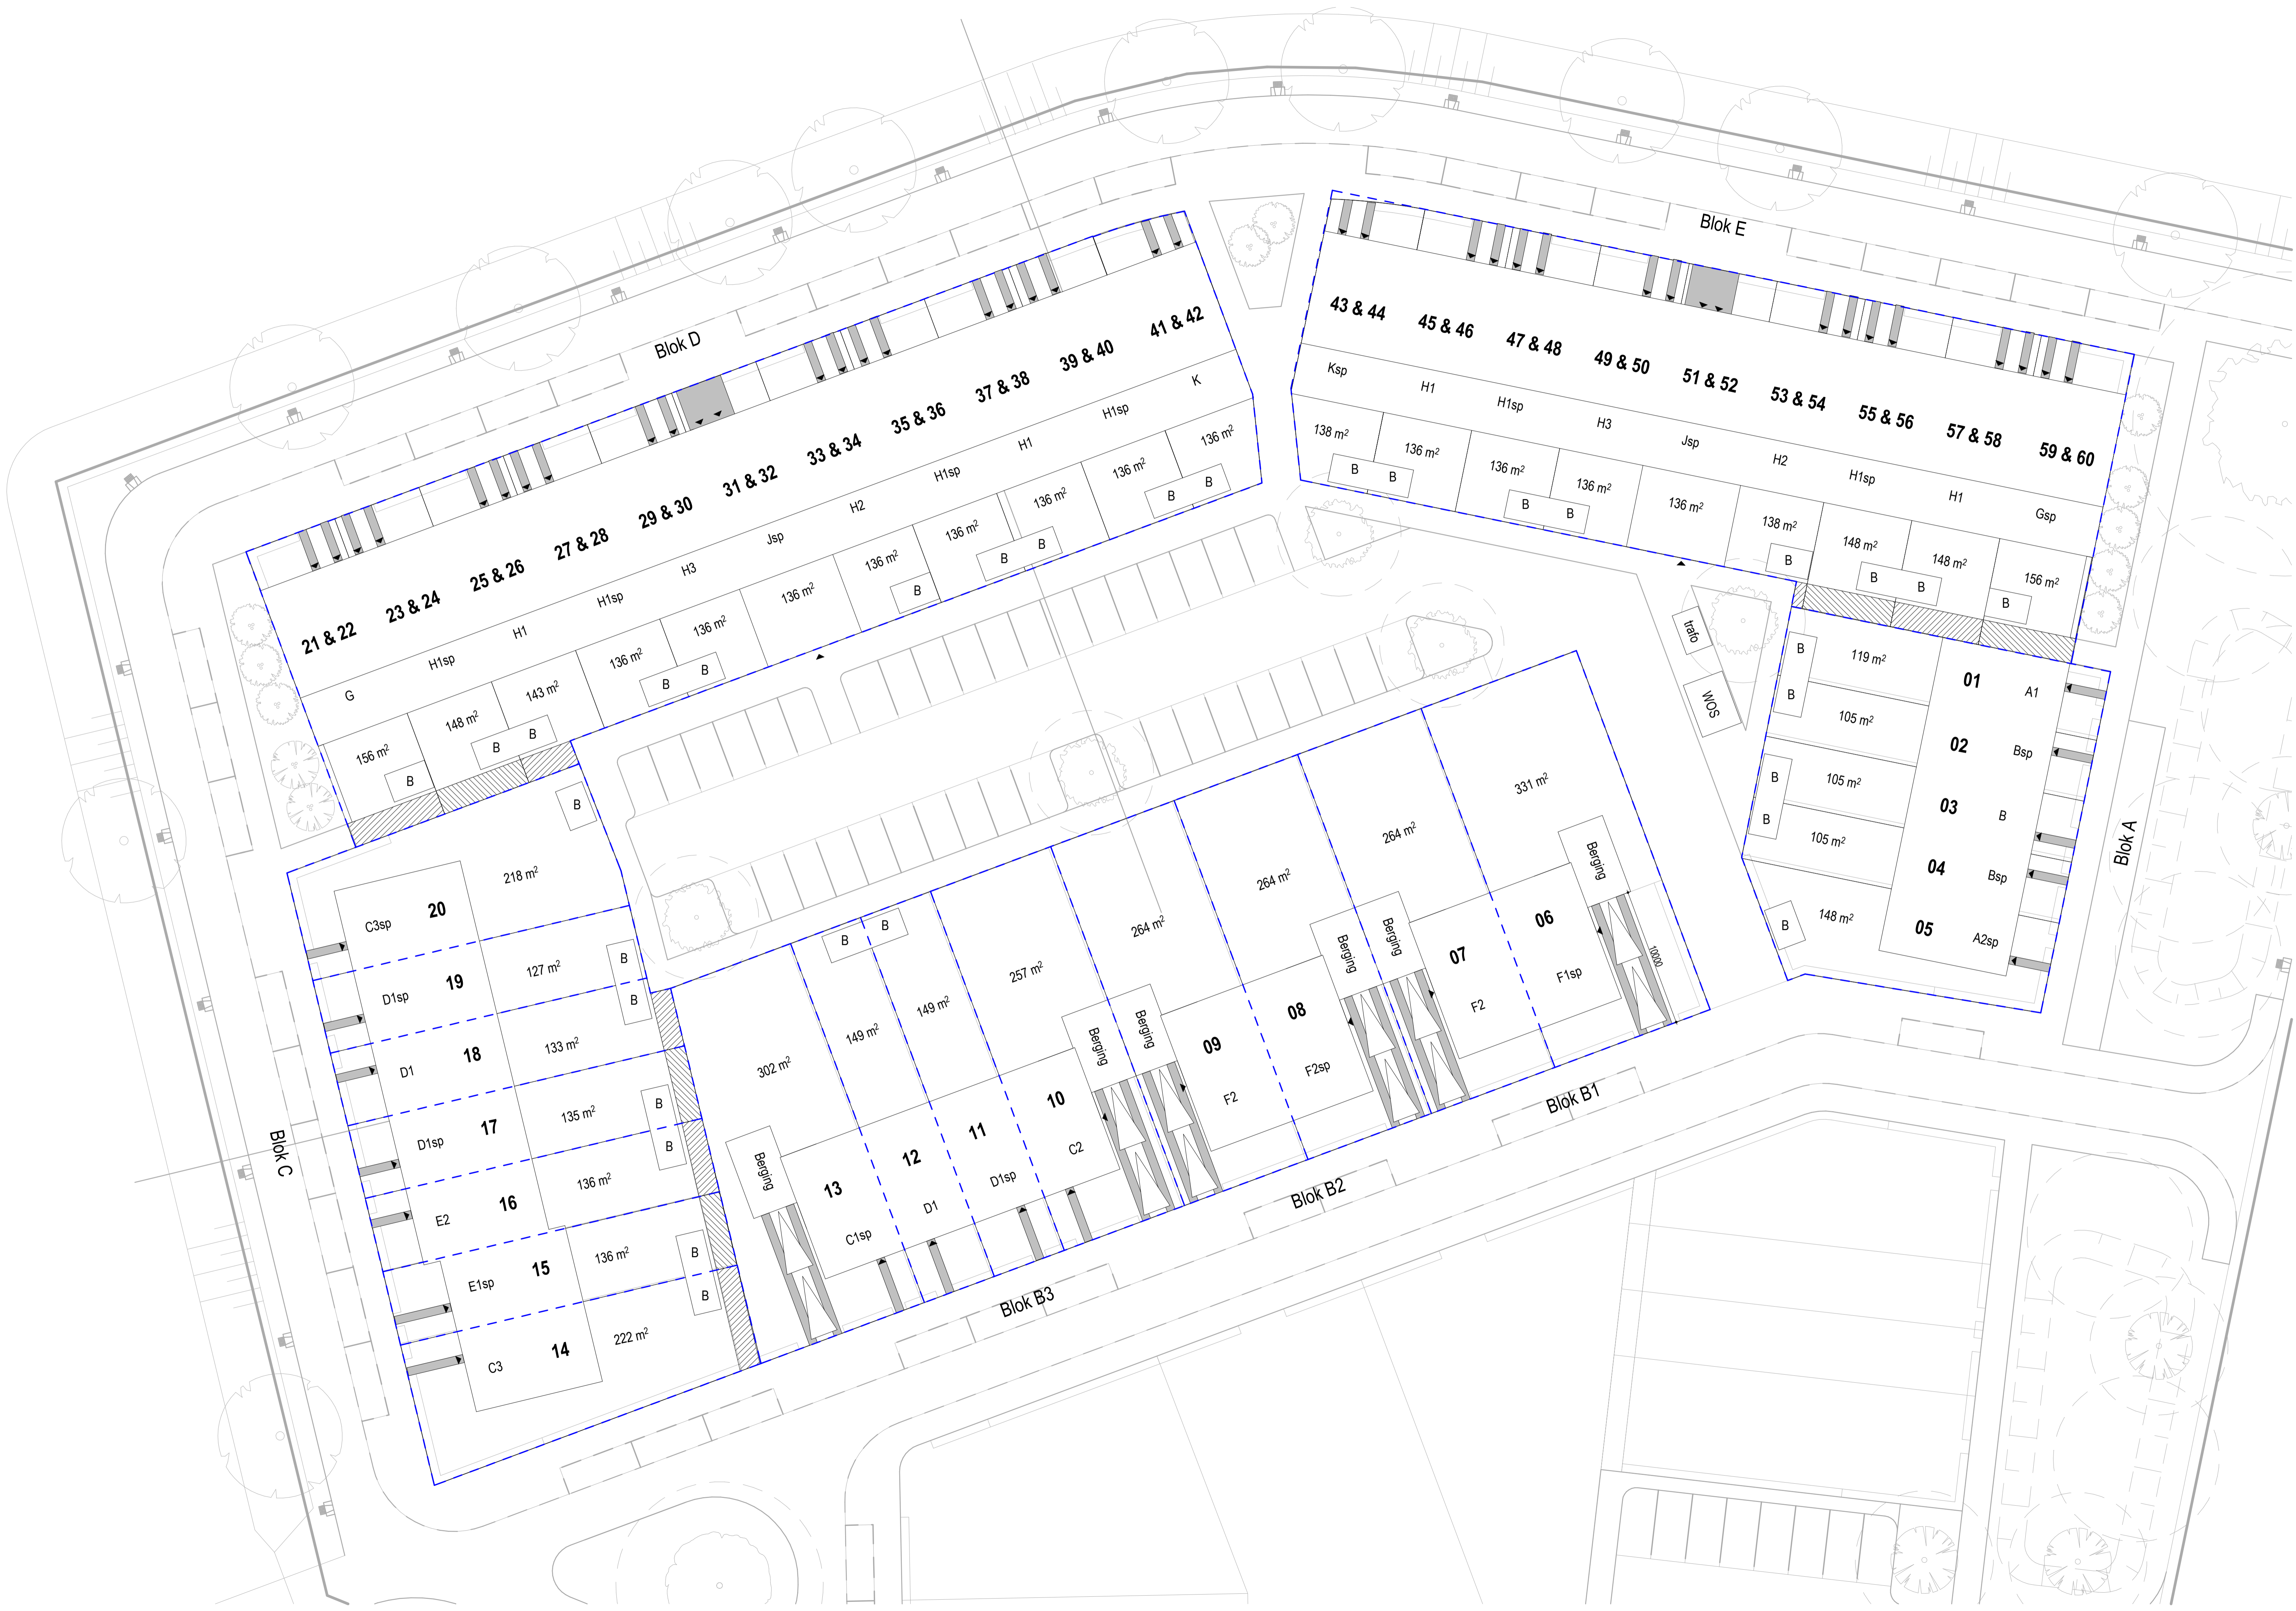 Blok D
21 & 22
23 & 24
25 & 26
27 & 28
29 & 30
31 & 32
33 & 34
35 & 36
37 & 38
39 & 40
41 & 42
G
H1sp
H1
H1sp
H3
Jsp
H2
H1sp
H1
H1sp
K
156 m²
148 m²
143 m²
136 m²
136 m²
136 m²
136 m²
136 m²
136 m²
136 m²
136 m²
B
B
B
B
B
B
B
B
B
B
Blok E
43 & 44
45 & 46
47 & 48
49 & 50
51 & 52
53 & 54
55 & 56
57 & 58
59 & 60
Ksp
H1
H1sp
H3
Jsp
H2
H1sp
H1
Gsp
138 m²
136 m²
136 m²
136 m²
136 m²
138 m²
148 m²
148 m²
156 m²
B
B
B
B
B
B
B
B
trafo
WOS
Blok A
119 m²
01
A1
105 m²
02
Bsp
105 m²
03
B
105 m²
04
Bsp
148 m²
05
A2sp
B
B
B
B
B
Blok C
B
218 m²
C3sp
20
D1sp
19
127 m²
B
D1
18
133 m²
B
D1sp
17
135 m²
B
E2
16
136 m²
B
E1sp
15
136 m²
B
C3
14
222 m²
B
302 m²
149 m²
149 m²
257 m²
264 m²
264 m²
264 m²
331 m²
B
B
Berging
Berging
Berging
Berging
Berging
Berging
13
12
11
10
09
08
07
06
C1sp
D1
D1sp
C2
F2
F2sp
F2
F1sp
10000
Blok B3
Blok B2
Blok B1